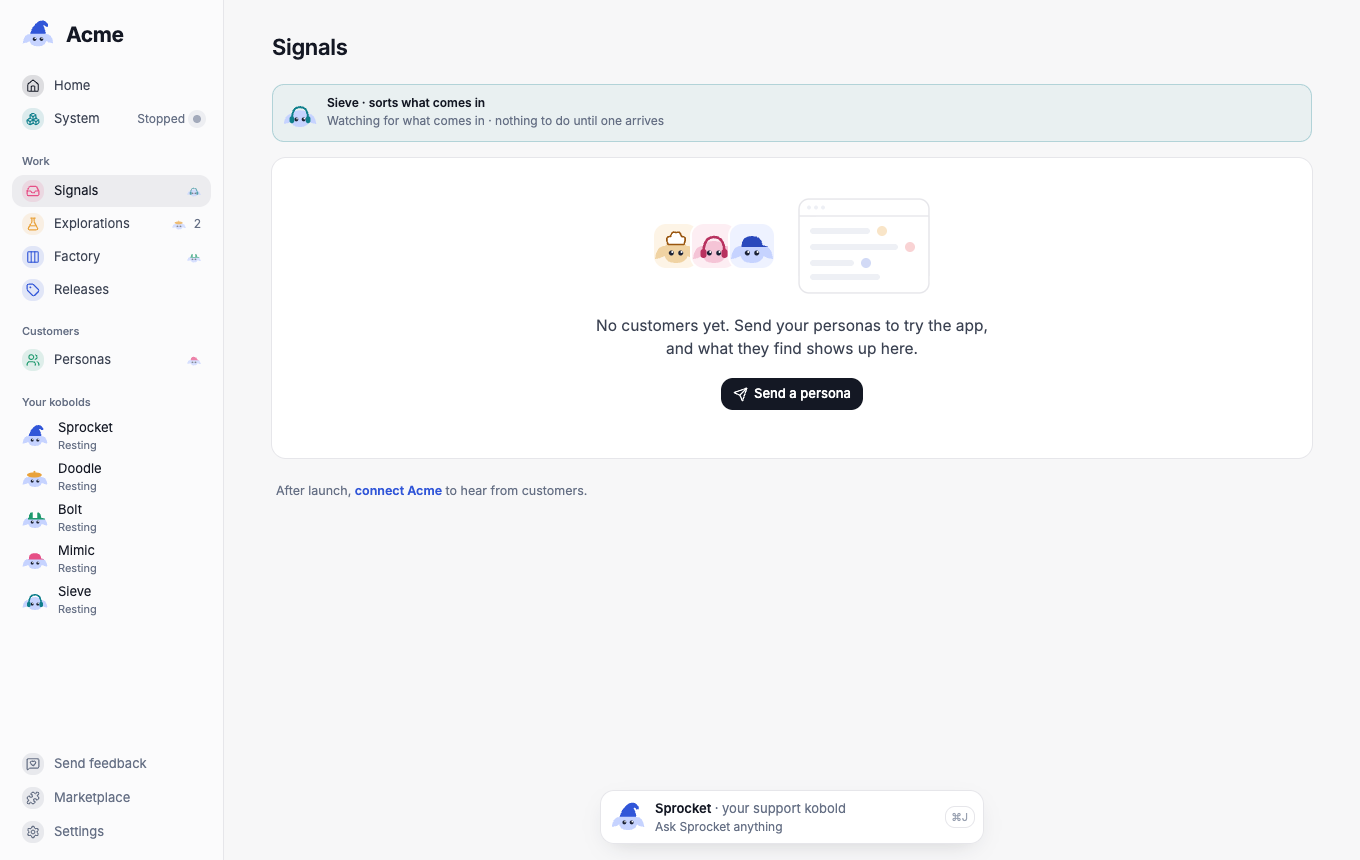 Acme
Home
System
Stopped
Work
Signals
Explorations
2
Factory
Releases
Customers
Personas
Your kobolds
Sprocket
Resting
Doodle
Resting
Bolt
Resting
Mimic
Resting
Sieve
Resting
Send feedback
Marketplace
Settings
Signals
Sieve · sorts what comes in
Watching for what comes in · nothing to do until one arrives
No customers yet. Send your personas to try the app,
and what they find shows up here.
Send a persona
After launch, connect Acme to hear from customers.
Sprocket · your support kobold
Ask Sprocket anything
⌘J